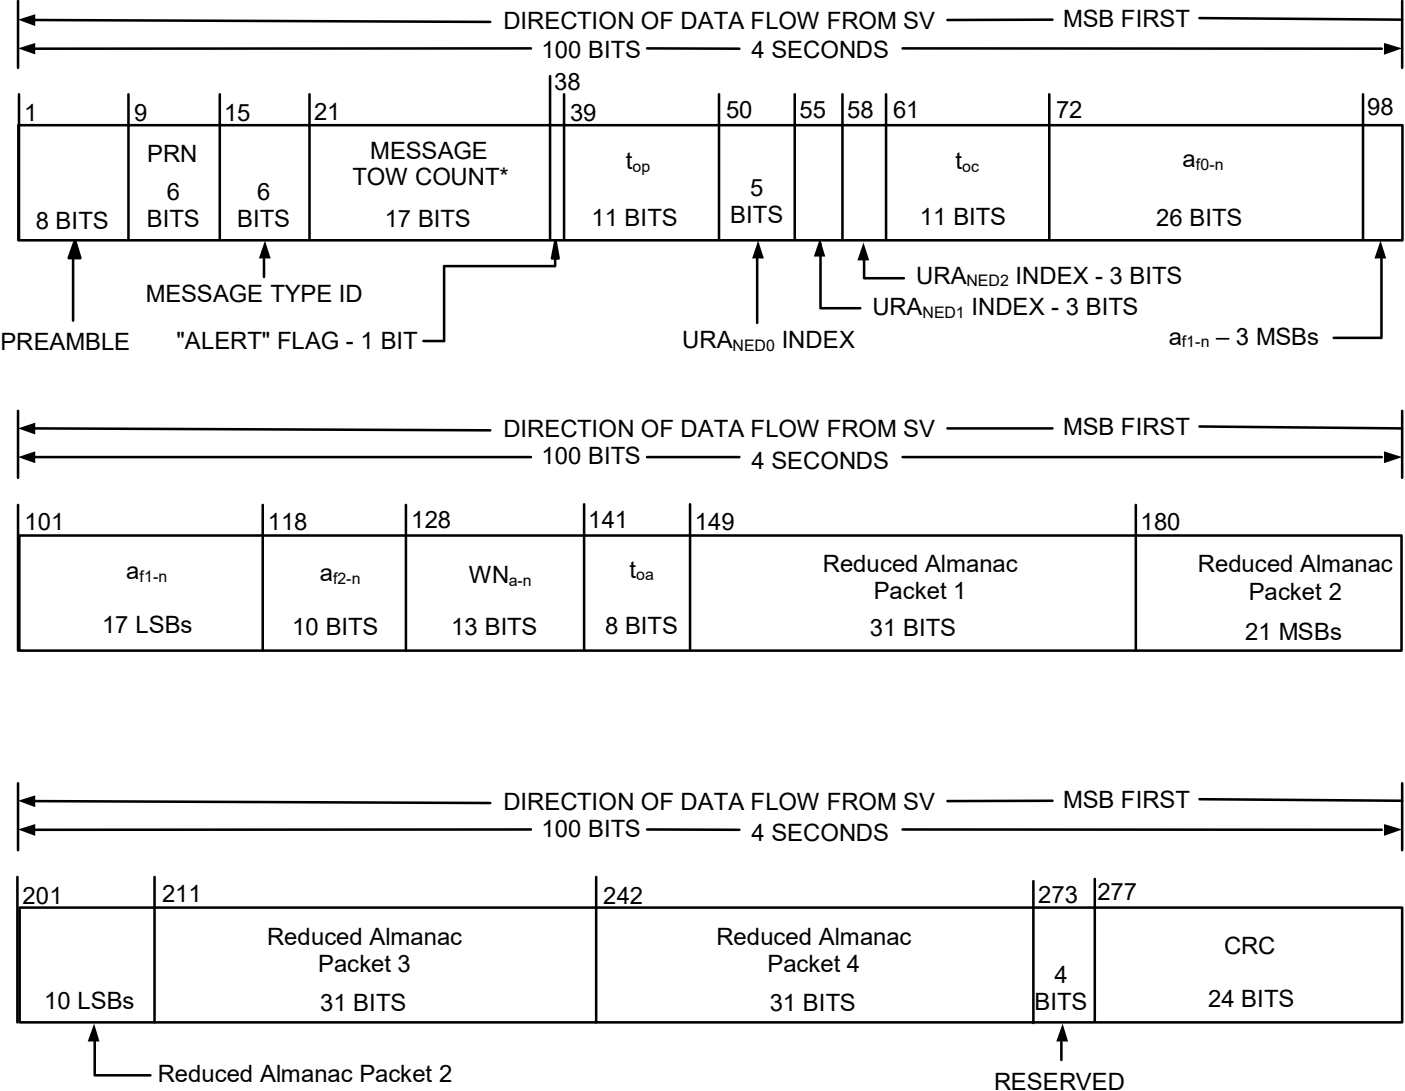 DIRECTION OF DATA FLOW FROM SV MSB FIRST
100 BITS 4 SECONDS
1 9 15 21 38 39 50 55 58 61 72 98
8 BITS
PRN
6
BITS
6
BITS
MESSAGE
TOW COUNT*
17 BITS
top
11 BITS
5
BITS
toc
11 BITS
af0-n
26 BITS
PREAMBLE
MESSAGE TYPE ID
"ALERT" FLAG - 1 BIT
URANED0 INDEX
URANED1 INDEX - 3 BITS
URANED2 INDEX - 3 BITS
af1-n – 3 MSBs
DIRECTION OF DATA FLOW FROM SV MSB FIRST
100 BITS 4 SECONDS
101 118 128 141 149 180
af1-n
17 LSBs
af2-n
10 BITS
WNa-n
13 BITS
toa
8 BITS
Reduced Almanac
Packet 1
31 BITS
Reduced Almanac
Packet 2
21 MSBs
DIRECTION OF DATA FLOW FROM SV MSB FIRST
100 BITS 4 SECONDS
201 211 242 273 277
10 LSBs
Reduced Almanac
Packet 3
31 BITS
Reduced Almanac
Packet 4
31 BITS
4
BITS
CRC
24 BITS
Reduced Almanac Packet 2
RESERVED